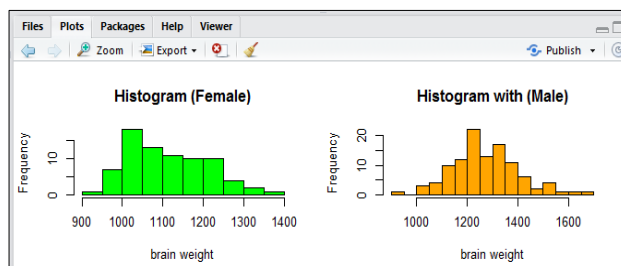 Files Plots Packages Help Viewer
Zoom Export Publish
Histogram (Female)
Frequency
0 10
900 1000 1100 1200 1300 1400
brain weight
Histogram with (Male)
Frequency
0 10 20
1000 1200 1400 1600
brain weight